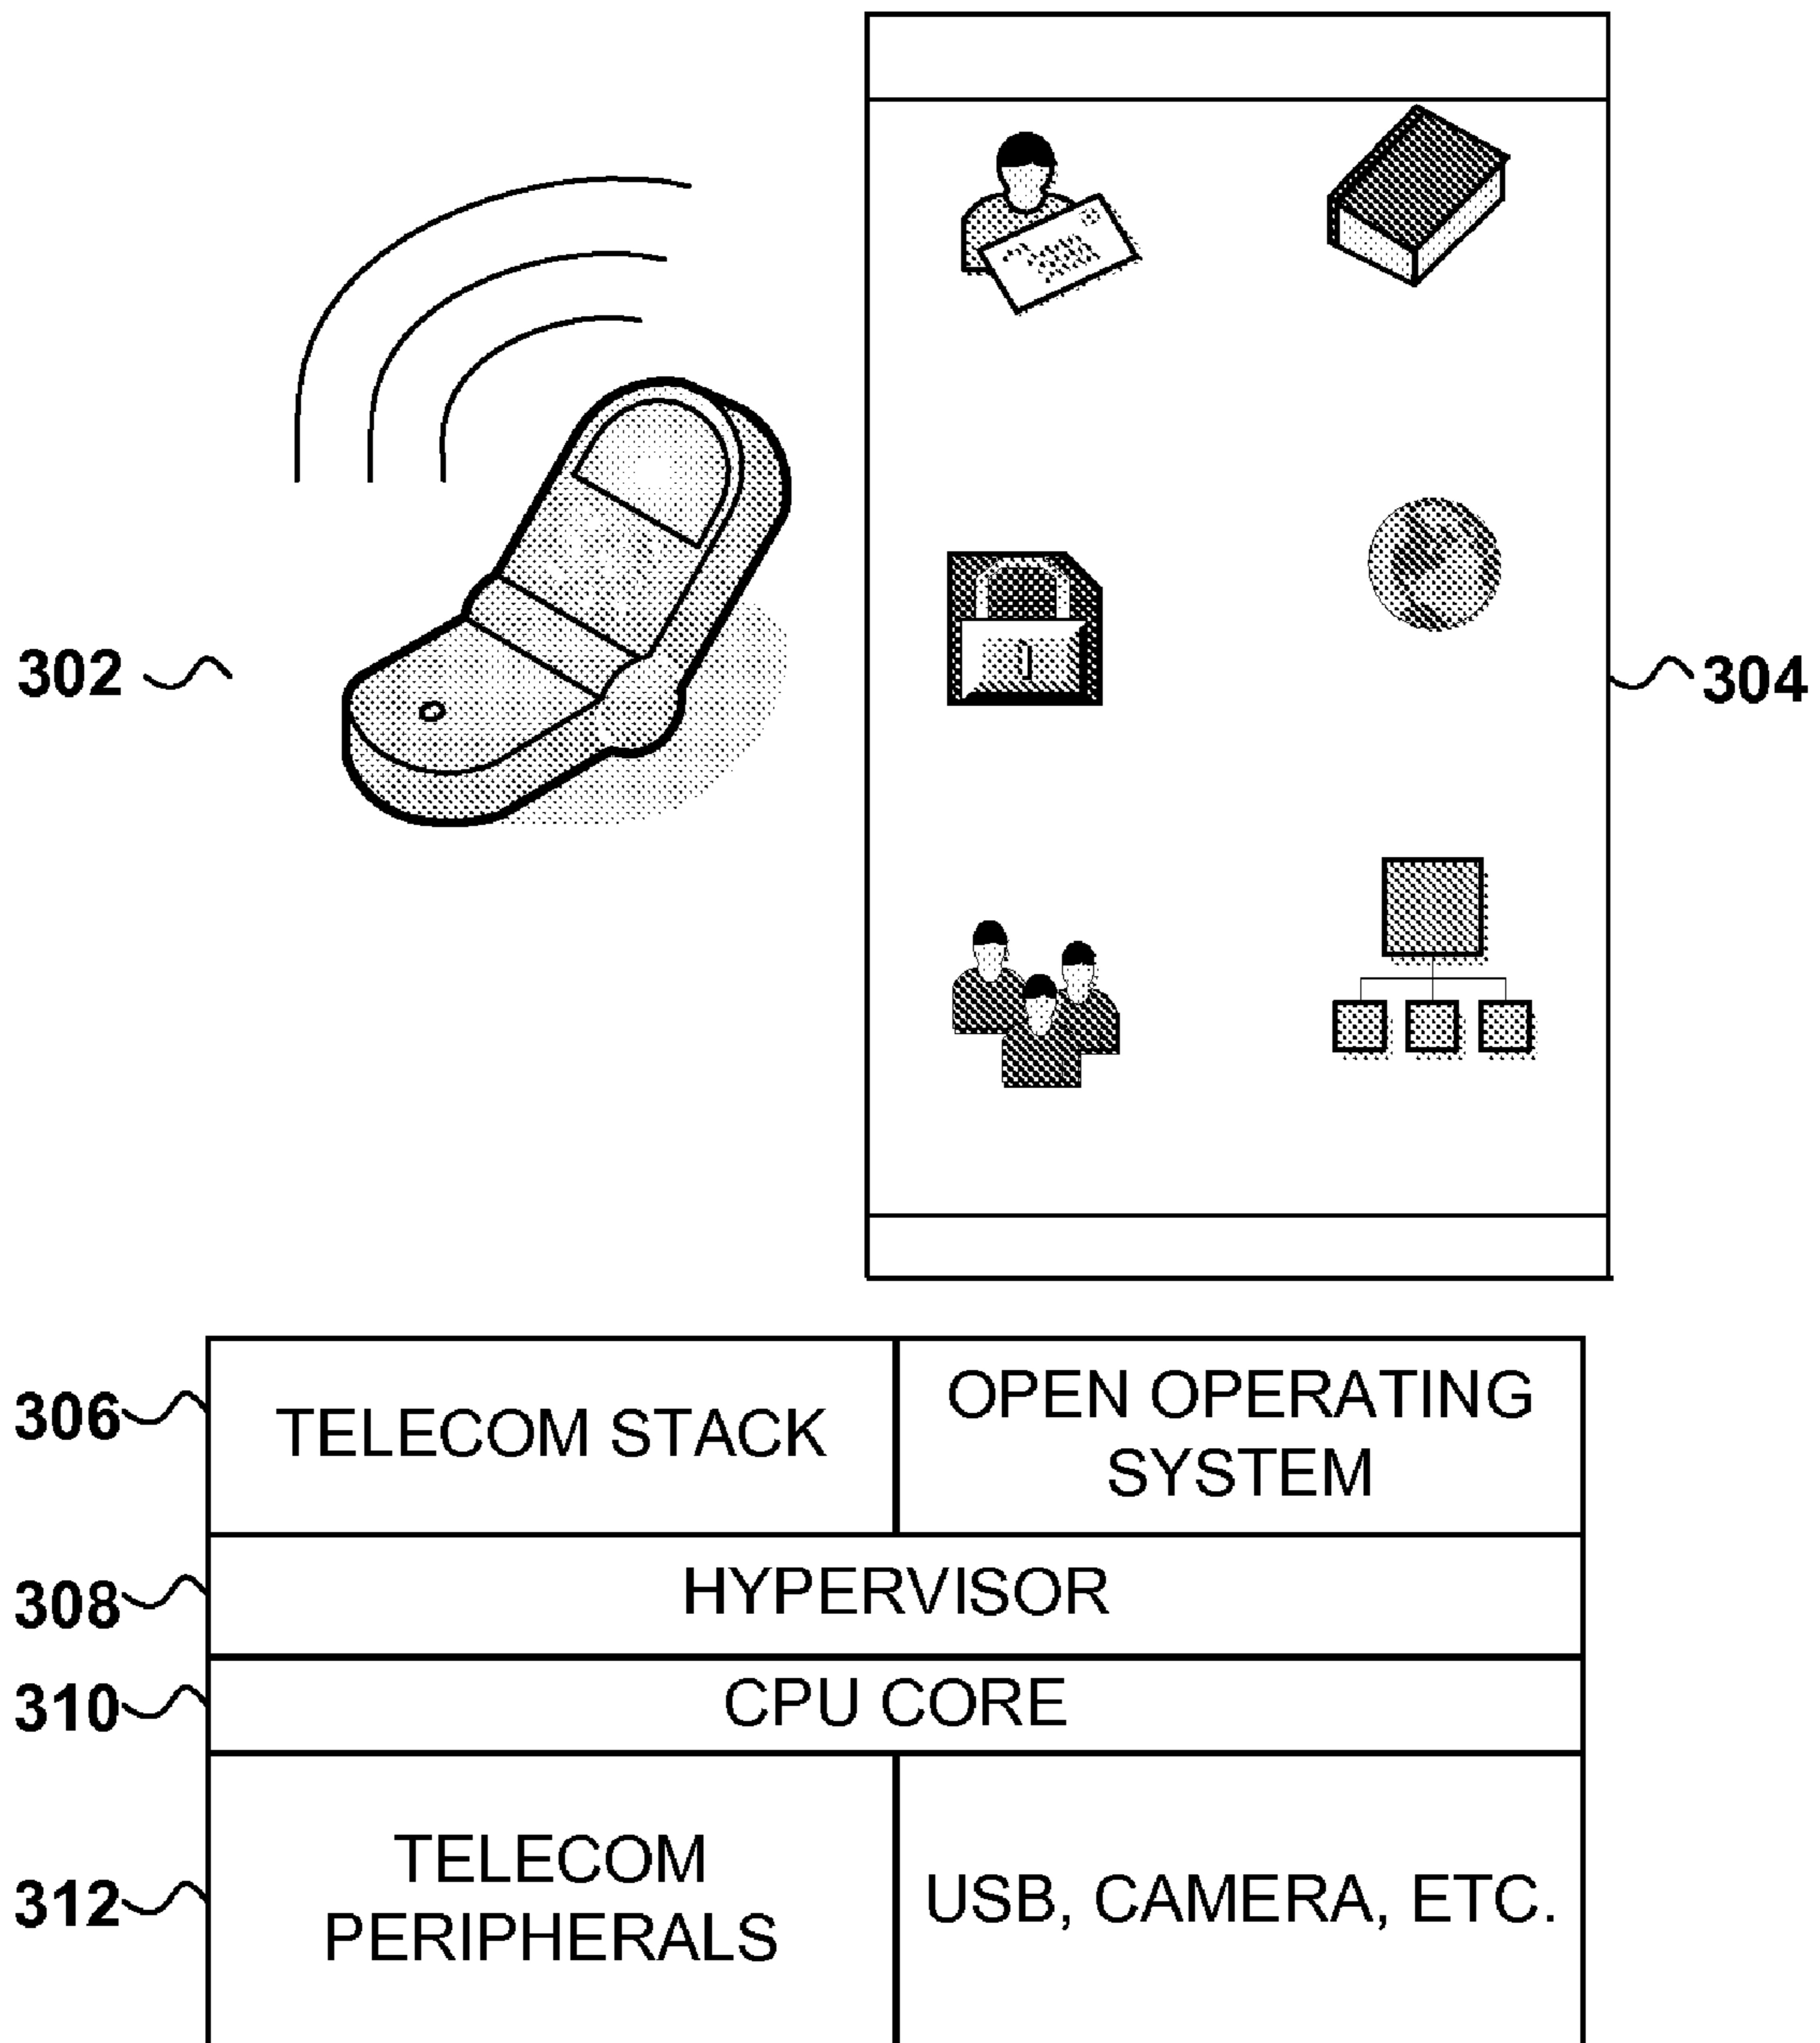 302
304
306
TELECOM STACK
OPEN OPERATING
SYSTEM
308
HYPERVISOR
310
CPU CORE
312
TELECOM
PERIPHERALS
USB, CAMERA, ETC.